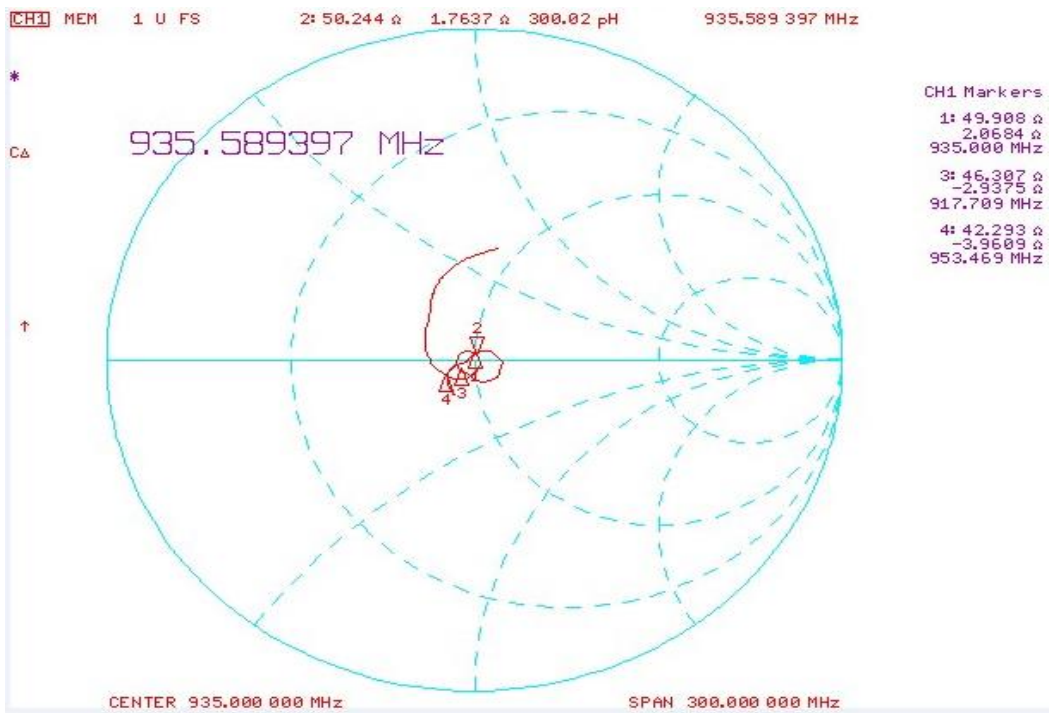 CH1 MEM 1 U FS 2: 50.244 Ω 1.7637 Ω 300.02 pH 935.589 397 MHz
*
CH1 Markers
1: 49.908 Ω
2.0684 Ω
935.000 MHz
935.589397 MHz
CΔ
3: 46.307 Ω
-2.9375 Ω
917.709 MHz
4: 42.293 Ω
-3.9609 Ω
953.469 MHz
↑
2
1
3
4
CENTER 935.000 000 MHz SPAN 300.000 000 MHz